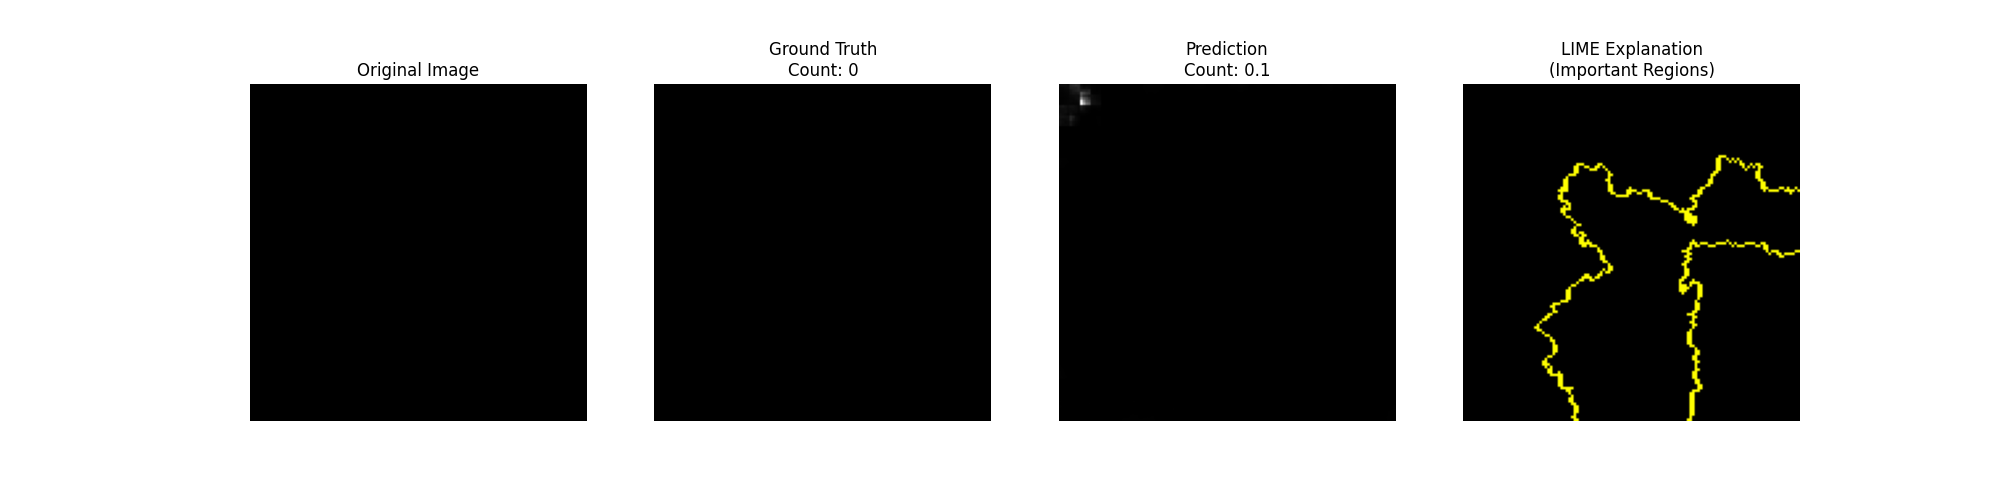 Original Image
Ground Truth
Count: 0
Prediction
Count: 0.1
LIME Explanation
(Important Regions)